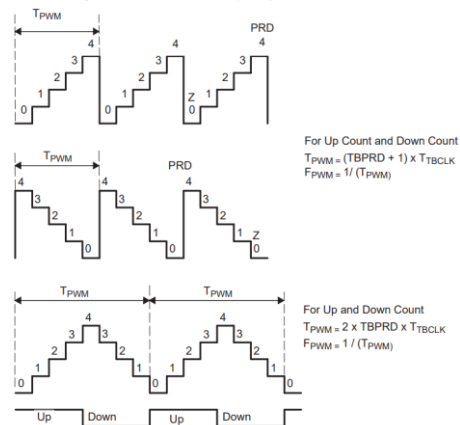 TPWM
PRD
4 4 4
3 3 3
2 2 2
1 1 Z 1
0 0 0
For Up Count and Down Count
TPWM = (TBPRD + 1) x TTBCLK
FPWM = 1/ (TPWM)
TPWM
PRD
4 4 4
3 3 3
2 2 2
1 1 1 Z
0 0 0
TPWM TPWM
For Up and Down Count
TPWM = 2 x TBPRD x TTBCLK
FPWM = 1 / (TPWM)
4 4
3 3 3 3
2 2 2 2
1 1 1 1
0 0 0
Up Down Up Down